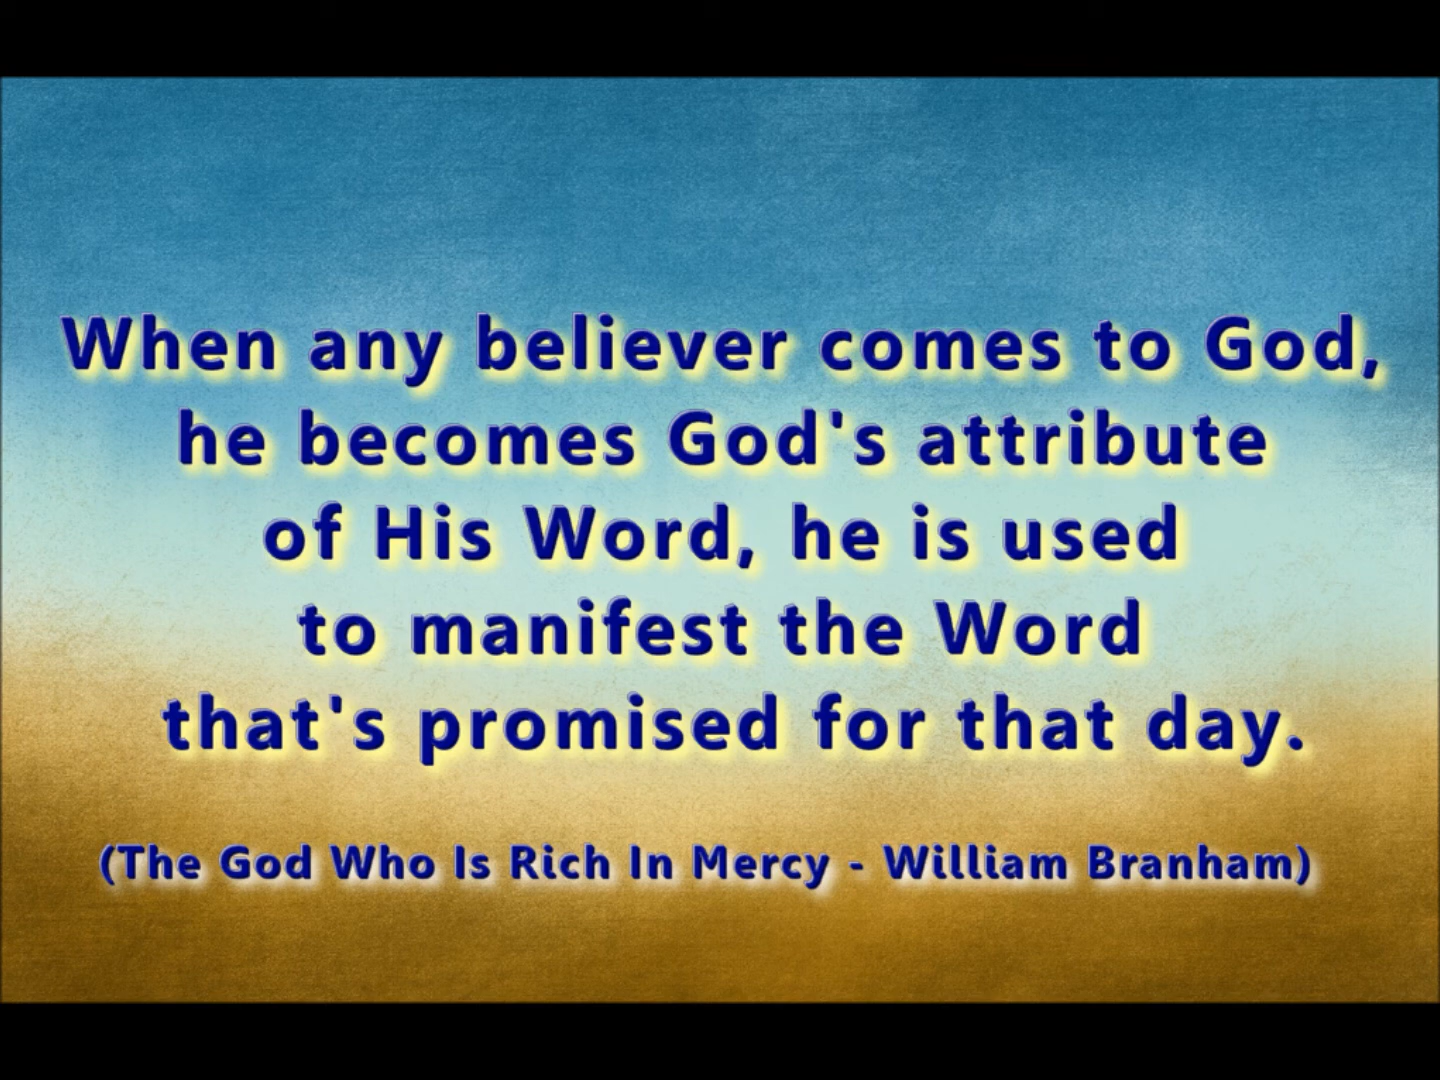 When any believer comes to God,
he becomes God's attribute
of His Word, he is used
to manifest the Word
that's promised for that day.
(The God Who Is Rich In Mercy - William Branham)